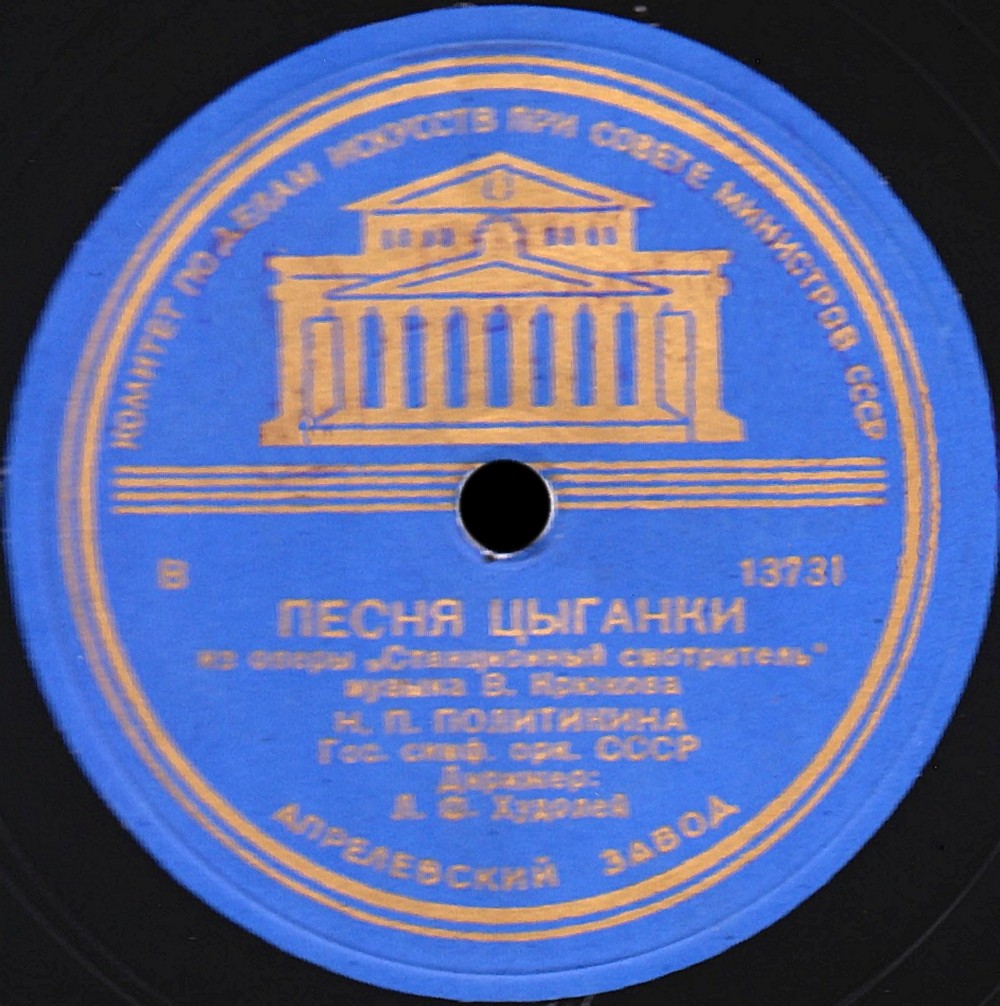 КОМИТЕТ ПО ДЕЛАМ ИСКУССТВ ПРИ СОВЕТЕ МИНИСТРОВ СССР
В 13731
ПЕСНЯ ЦЫГАНКИ
из оперы „Станционный смотритель"
музыка В. Крюкова
Н. П. ПОЛИТИКИНА
Гос. симф. орк. СССР
Дирижер:
А. Ф. Худолей
АПРЕЛЕВСКИЙ ЗАВОД